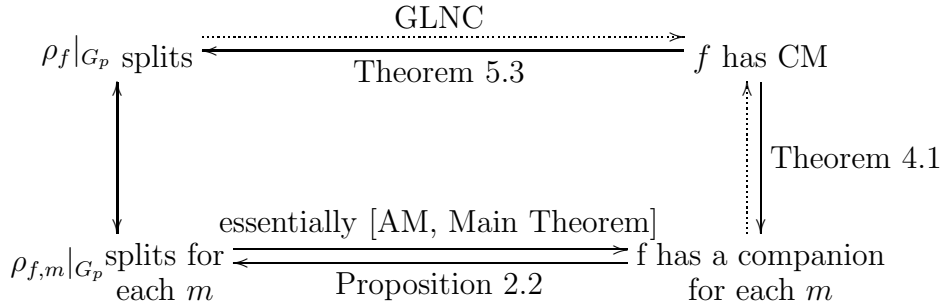 GLNC
ρ_f|_{G_p} splits
f has CM
Theorem 5.3
Theorem 4.1
essentially [AM, Main Theorem]
ρ_{f,m}|_{G_p} splits for
each m
f has a companion
for each m
Proposition 2.2